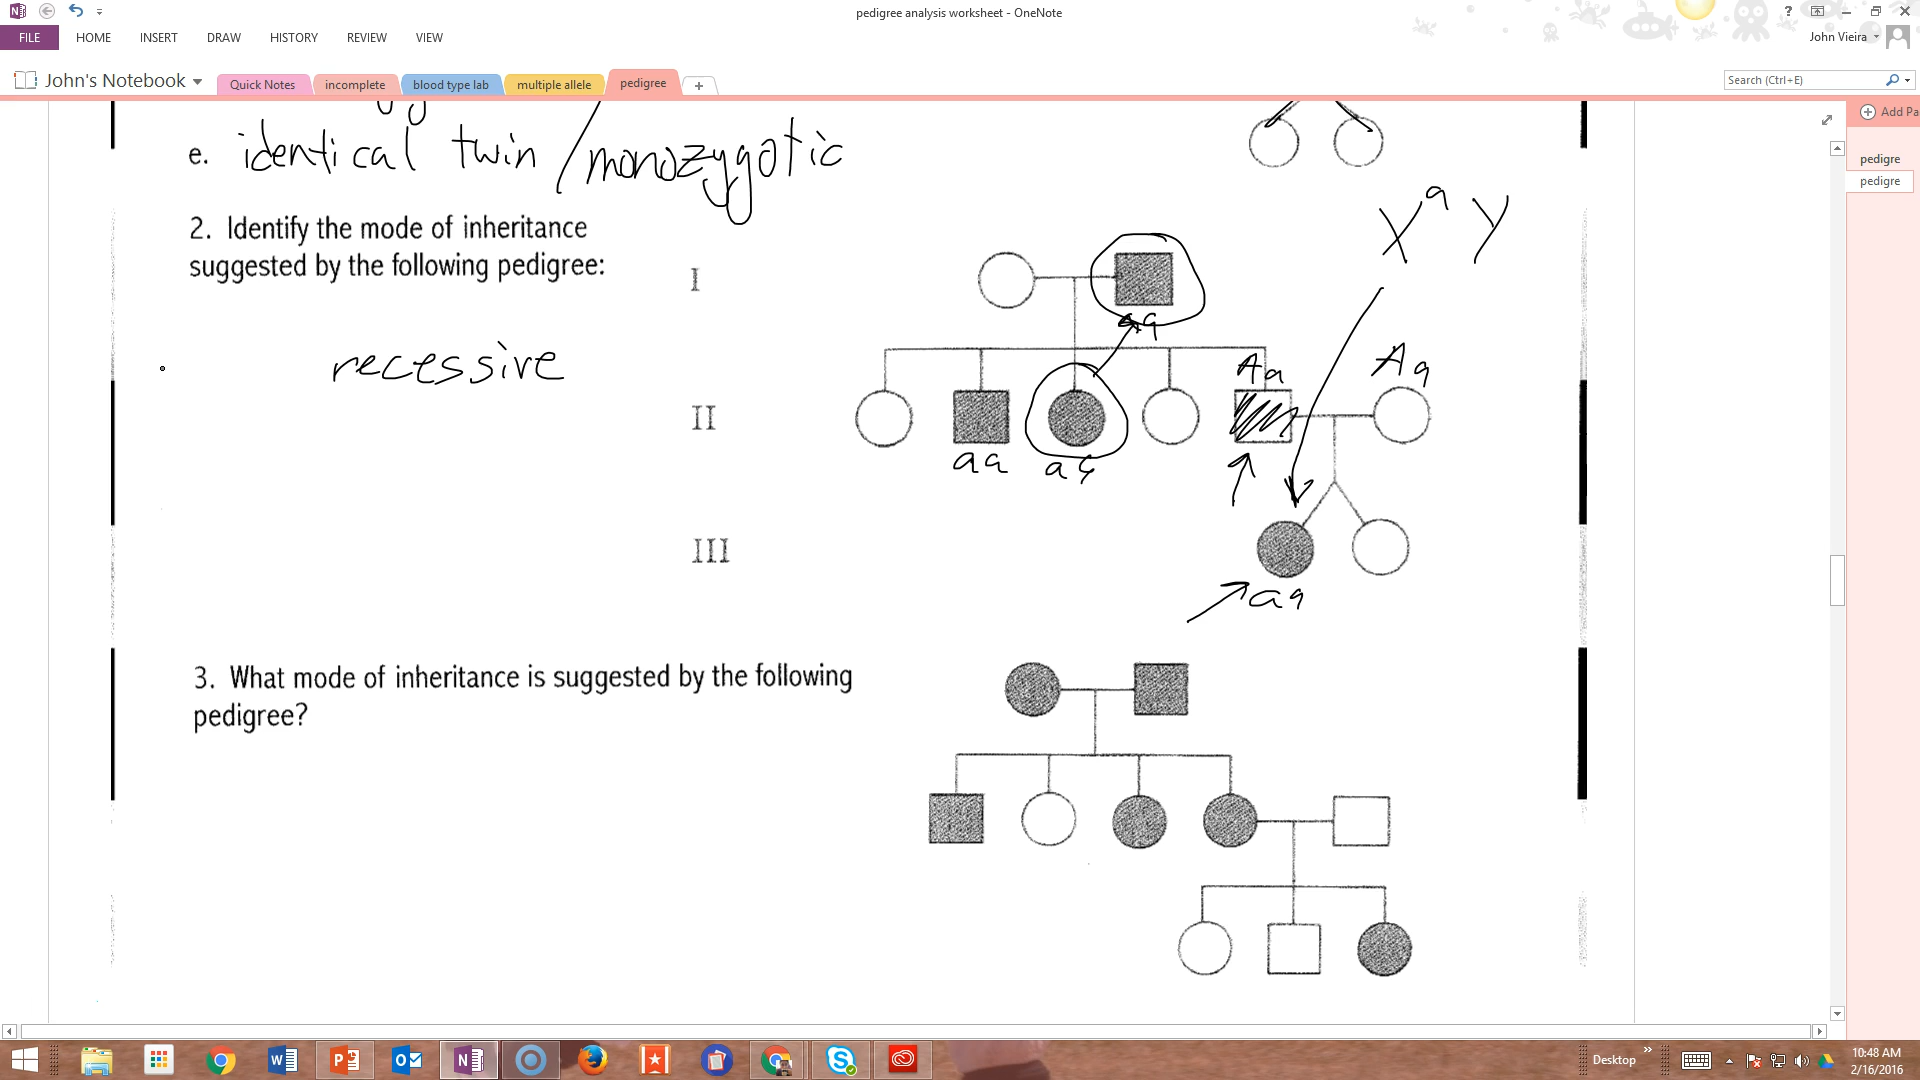 pedigree analysis worksheet - OneNote
?
FILE HOME INSERT DRAW HISTORY REVIEW VIEW
John Vieira
John's Notebook
Quick Notes incomplete blood type lab multiple allele pedigree +
Search (Ctrl+E)
Add Pa
pedigre
pedigre
e. identical twin / monozygotic
2. Identify the mode of inheritance
suggested by the following pedigree:
recessive
I
II
III
X^a Y
aa
Aa
Aa
aa
aa
aa
3. What mode of inheritance is suggested by the following
pedigree?
Desktop
10:48 AM
2/16/2016